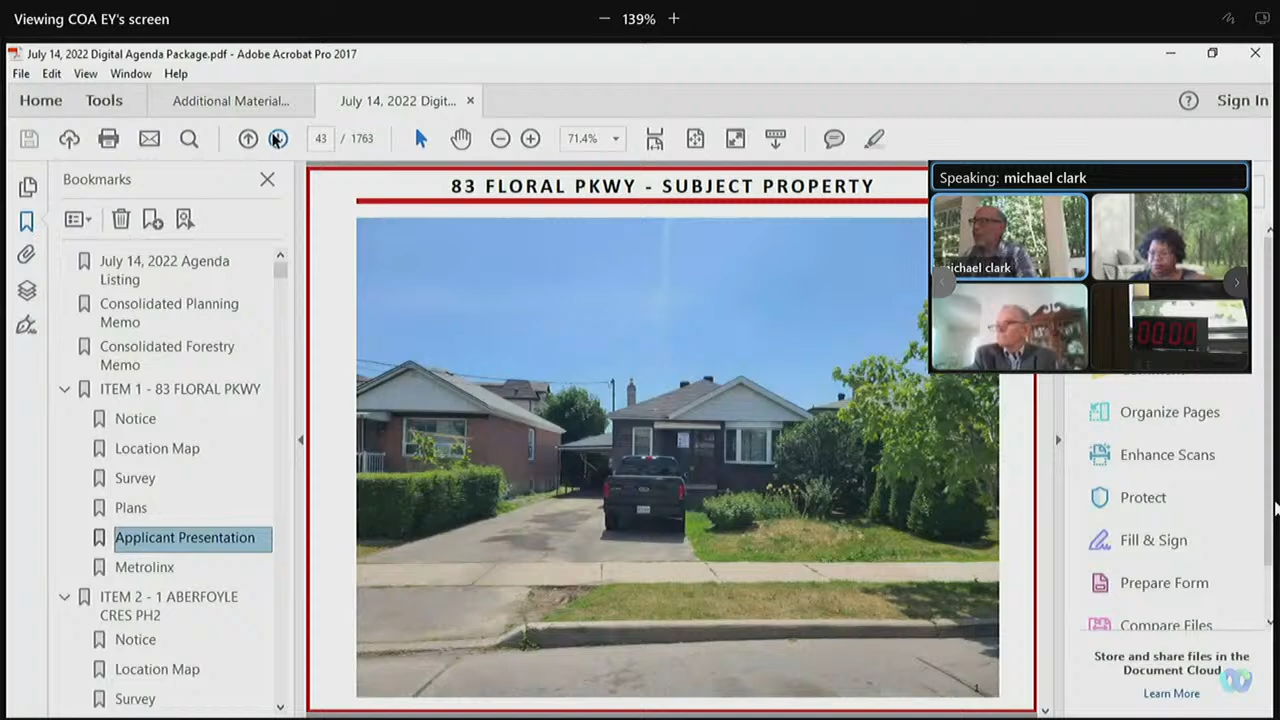 Viewing COA EY's screen
139%
July 14, 2022 Digital Agenda Package.pdf - Adobe Acrobat Pro 2017
File Edit View Window Help
Home Tools Additional Material... July 14, 2022 Digit... Sign In
43 / 1763 71.4%
Bookmarks
July 14, 2022 Agenda
Listing
Consolidated Planning
Memo
Consolidated Forestry
Memo
ITEM 1 - 83 FLORAL PKWY
Notice
Location Map
Survey
Plans
Applicant Presentation
Metrolinx
ITEM 2 - 1 ABERFOYLE
CRES PH2
Notice
Location Map
Survey
83 FLORAL PKWY - SUBJECT PROPERTY
1
Speaking: michael clark
michael clark
00:00
Organize Pages
Enhance Scans
Protect
Fill & Sign
Prepare Form
Compare Files
Store and share files in the
Document Cloud
Learn More